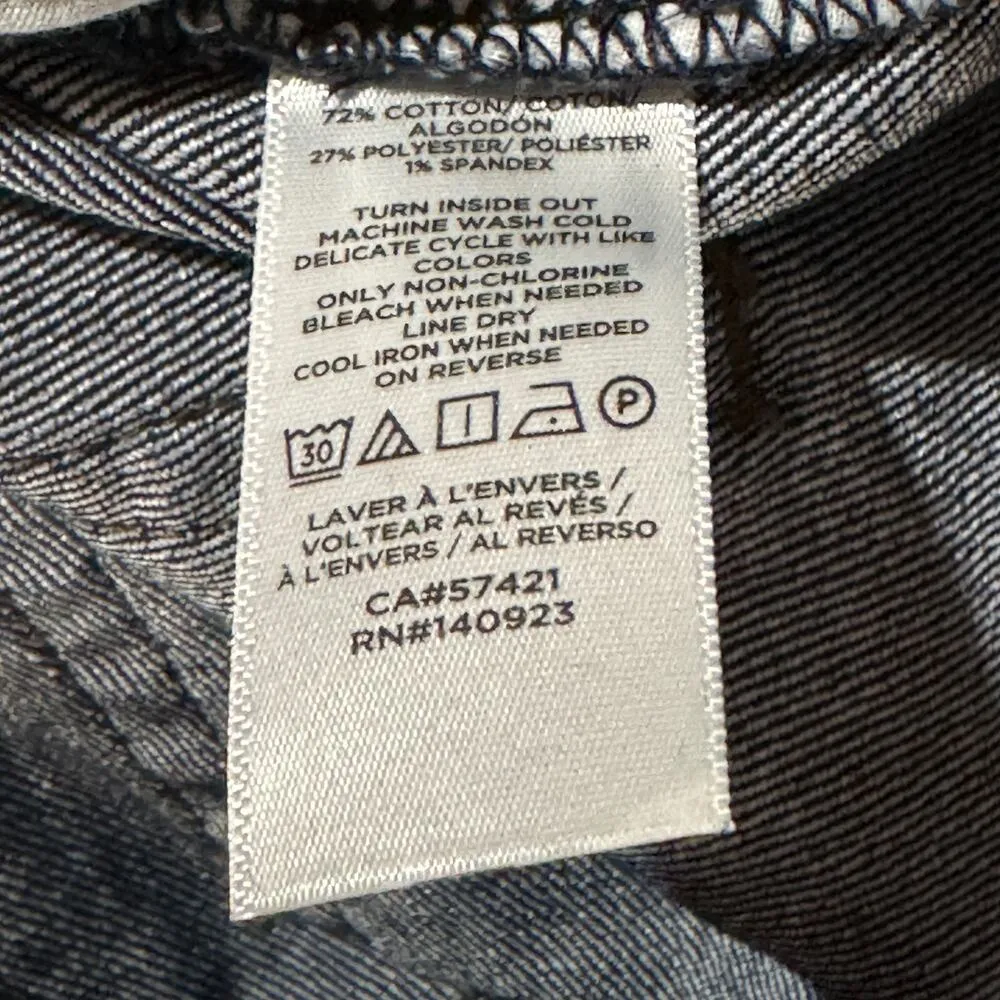 72% COTTON/ COTON/
ALGODÓN
27% POLYESTER/ POLIÉSTER
1% SPANDEX
TURN INSIDE OUT
MACHINE WASH COLD
DELICATE CYCLE WITH LIKE
COLORS
ONLY NON-CHLORINE
BLEACH WHEN NEEDED
LINE DRY
COOL IRON WHEN NEEDED
ON REVERSE
30 P
LAVER À L'ENVERS /
VOLTEAR AL REVÉS /
À L'ENVERS / AL REVERSO
CA#57421
RN#140923